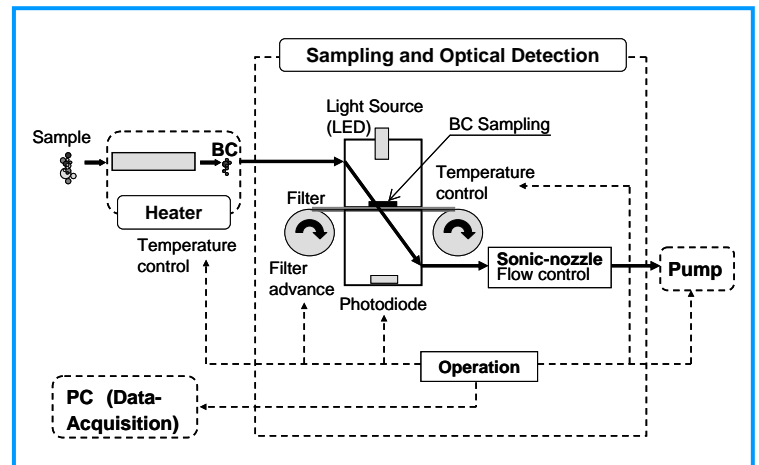 Sampling and Optical Detection
Light Source
(LED)
BC Sampling
Sample
BC
Temperature
control
Filter
Heater
Temperature
control
Filter
advance
Photodiode
Sonic-nozzle
Flow control
Pump
Operation
PC (Data-
Acquisition)